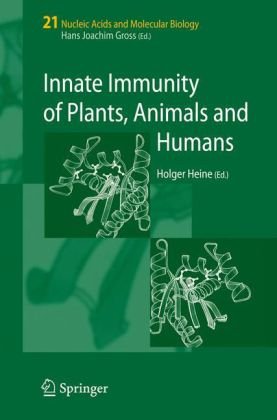 21 Nucleic Acids and Molecular Biology
Hans Joachim Gross (Ed.)
Innate Immunity
of Plants, Animals and
Humans
Holger Heine (Ed.)
Springer